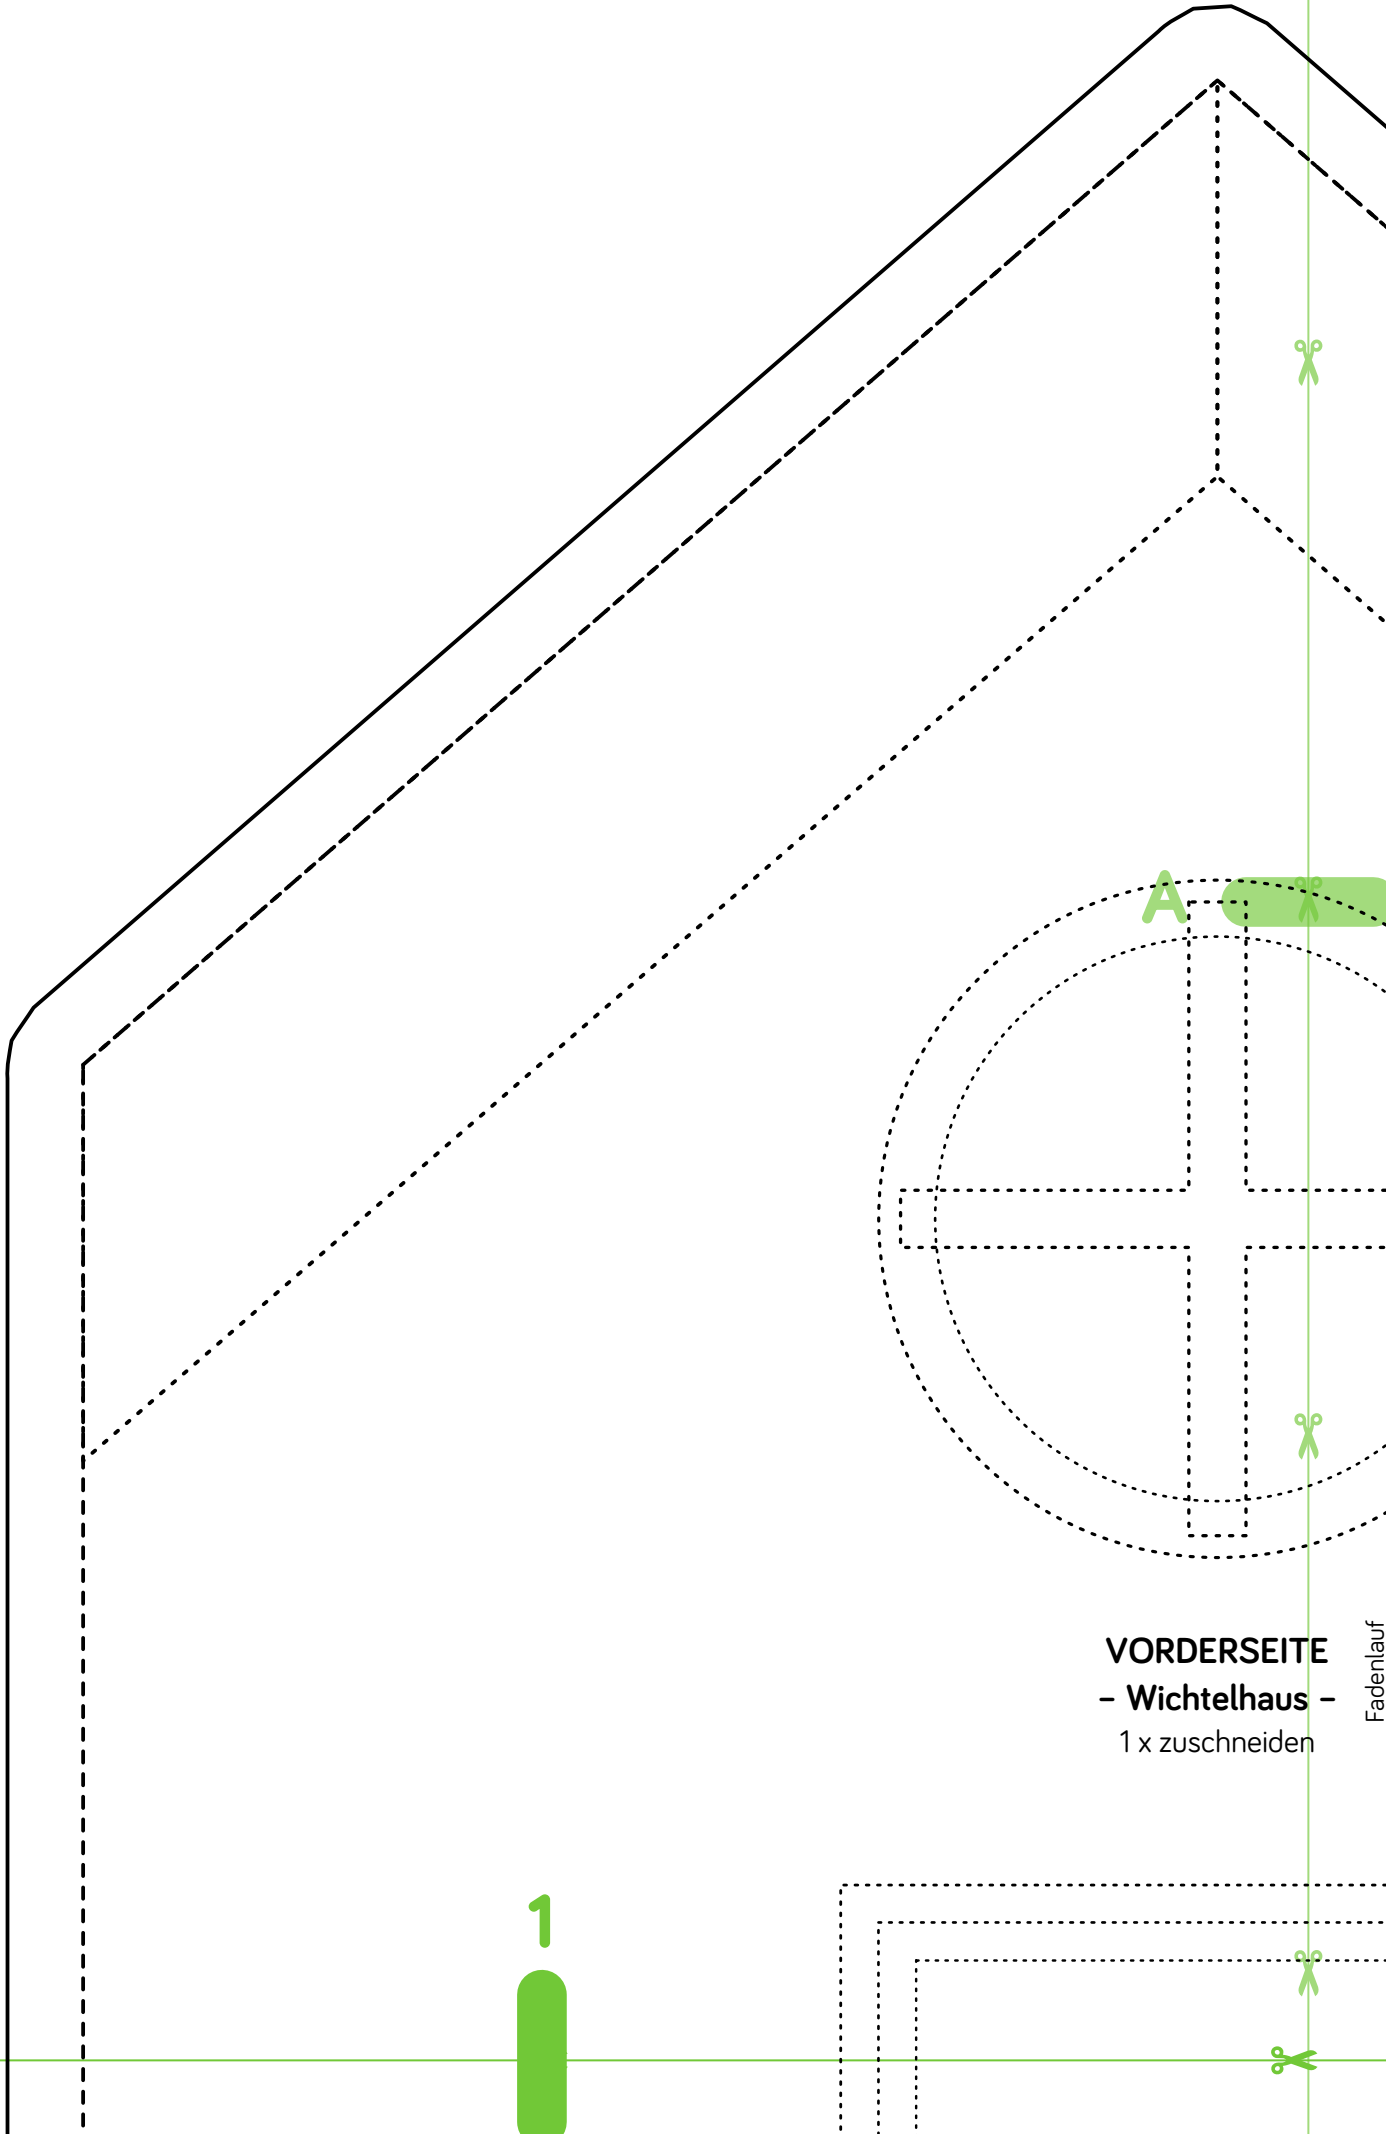 A
VORDERSEITE
– Wichtelhaus –
1 x zuschneiden
Fadenlauf
1